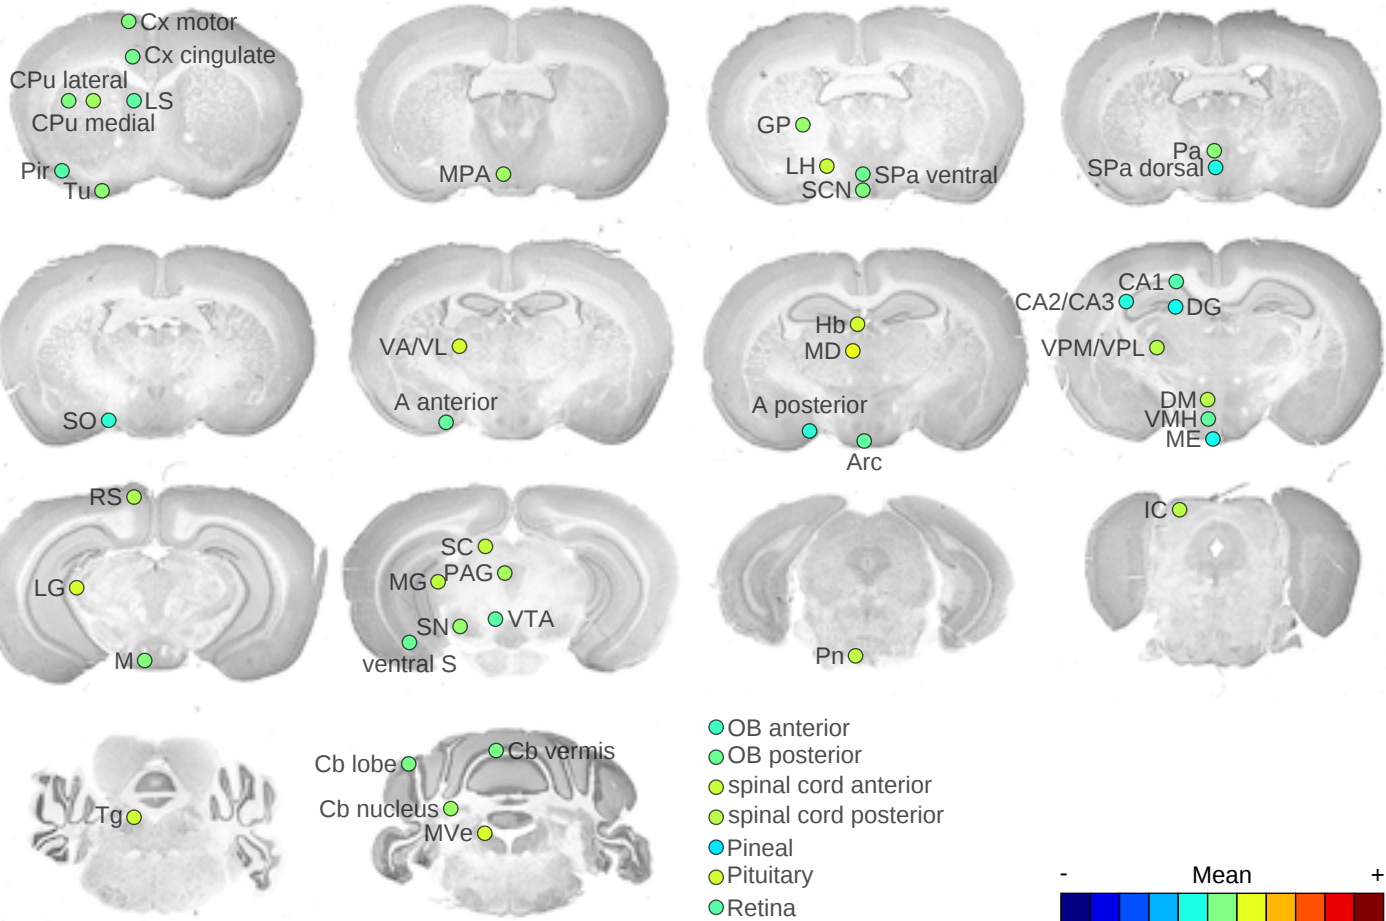 Cx motor
Cx cingulate
CPu lateral
LS
CPu medial
Pir
Tu
MPA
GP
LH
SPa ventral
SCN
Pa
SPa dorsal
SO
VA/VL
A anterior
Hb
MD
A posterior
Arc
CA1
CA2/CA3
DG
VPM/VPL
DM
VMH
ME
RS
LG
M
SC
MG
PAG
SN
VTA
ventral S
Pn
IC
Tg
Cb lobe
Cb vermis
Cb nucleus
MVe
OB anterior
OB posterior
spinal cord anterior
spinal cord posterior
Pineal
Pituitary
Retina
- Mean +